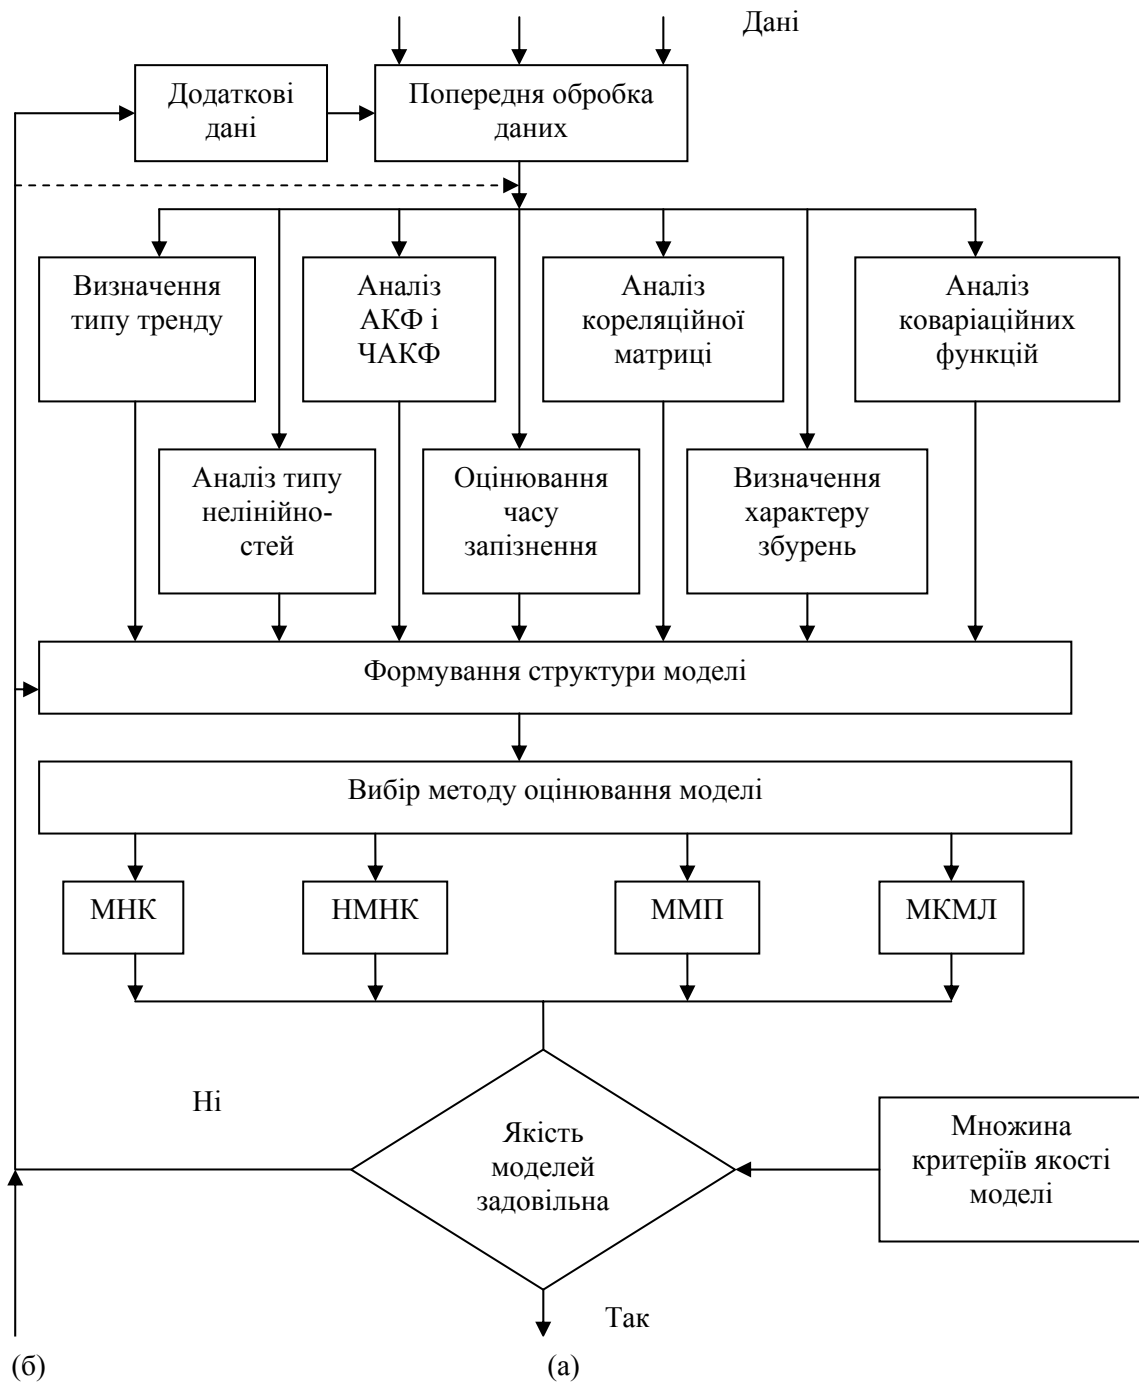 Дані
Додаткові
дані
Попередня обробка
даних
Визначення
типу тренду
Аналіз
АКФ і
ЧАКФ
Аналіз
кореляційної
матриці
Аналіз
коваріаційних
функцій
Аналіз типу
нелінійно-
стей
Оцінювання
часу
запізнення
Визначення
характеру
збурень
Формування структури моделі
Вибір методу оцінювання моделі
МНК
НМНК
ММП
МКМЛ
Ні
Якість
моделей
задовільна
Множина
критеріїв якості
моделі
Так
(б)
(а)